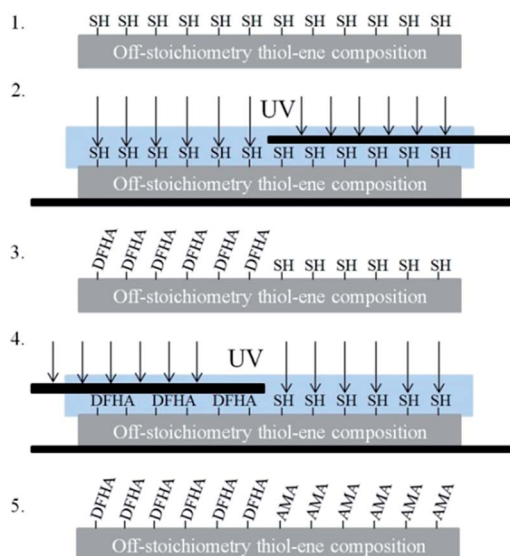 1. SH SH SH SH SH SH SH SH SH SH SH SH
Off-stoichiometry thiol-ene composition
2. UV
SH SH SH SH SH SH SH SH SH SH SH SH
Off-stoichiometry thiol-ene composition
3. DFHA DFHA DFHA DFHA DFHA DFHA SH SH SH SH SH SH
Off-stoichiometry thiol-ene composition
4. UV
DFHA DFHA DFHA SH SH SH SH SH SH
Off-stoichiometry thiol-ene composition
5. DFHA DFHA DFHA DFHA DFHA DFHA AMA AMA AMA AMA AMA AMA
Off-stoichiometry thiol-ene composition